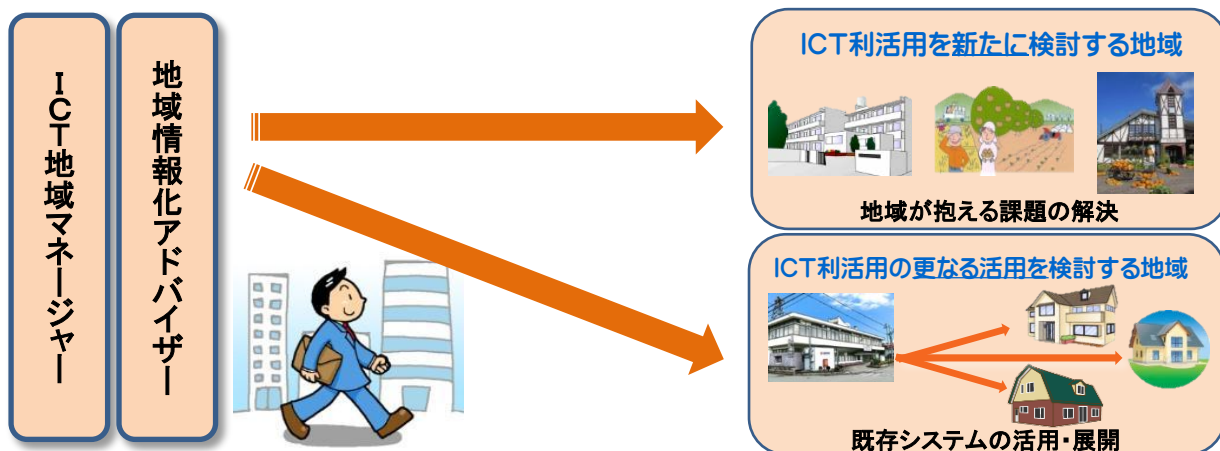 ICT地域マネージャー
地域情報化アドバイザー
ICT利活用を新たに検討する地域
地域が抱える課題の解決
ICT利活用の更なる活用を検討する地域
既存システムの活用・展開